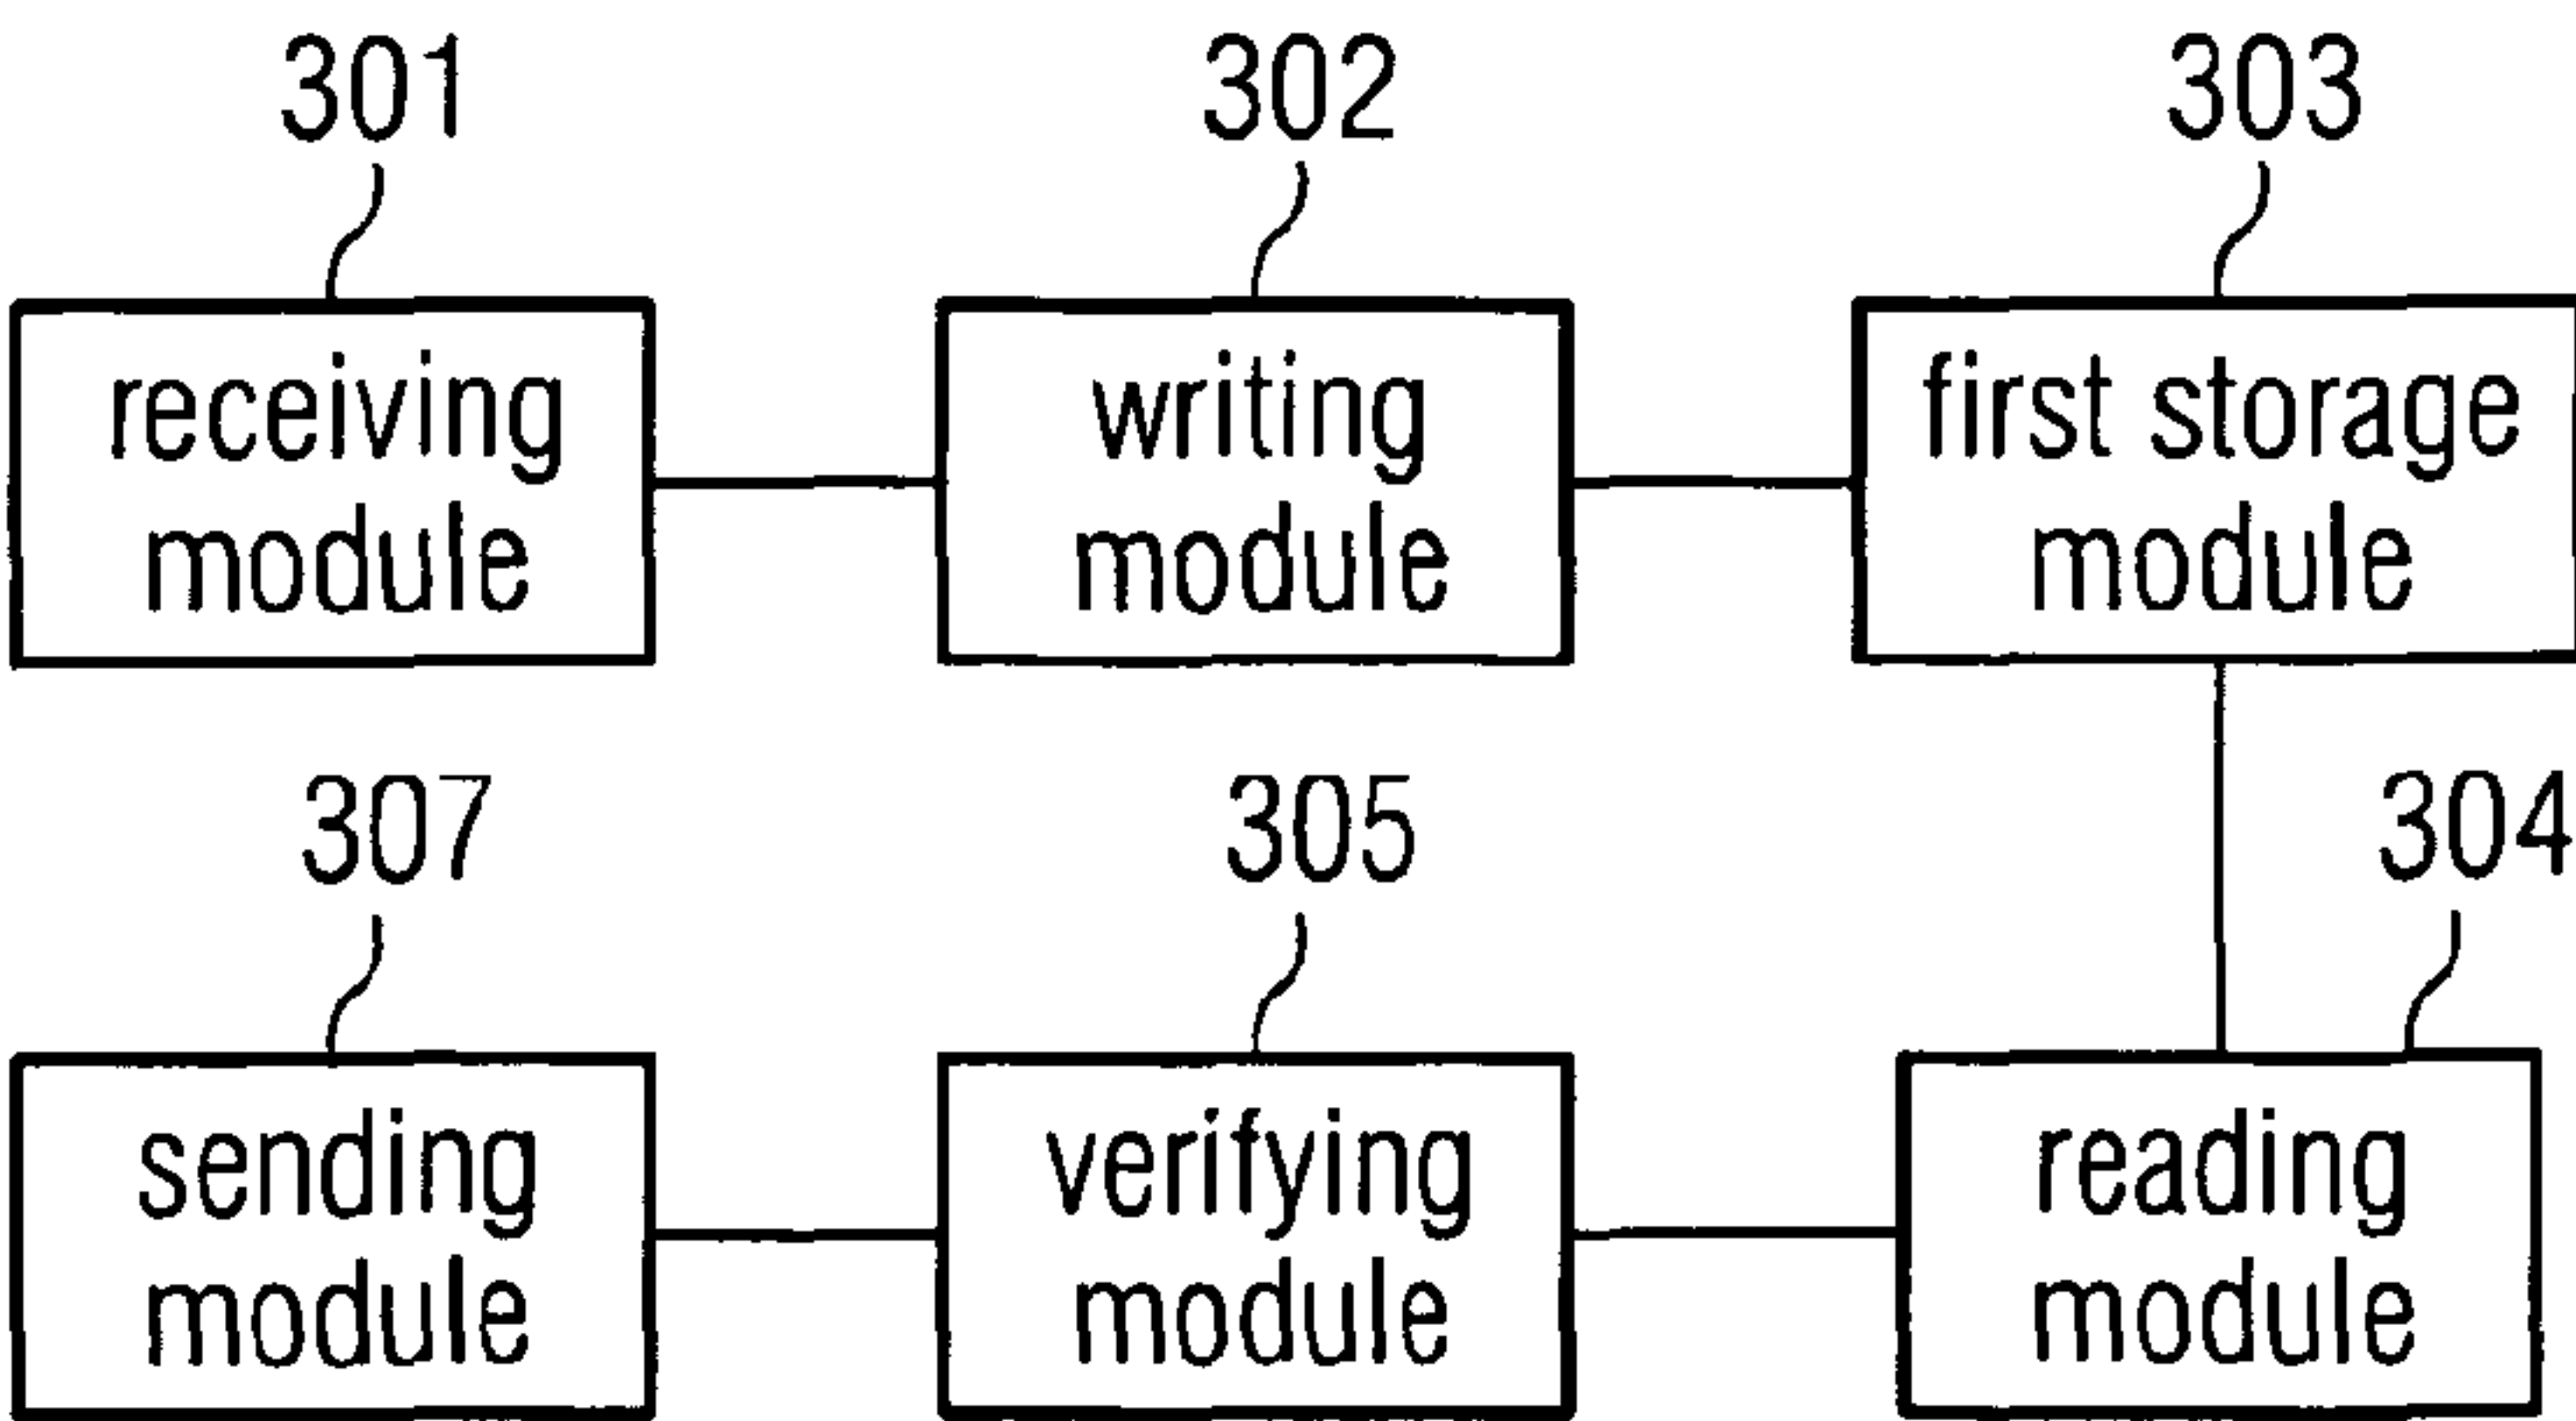 301
302
303
receiving
module
writing
module
first storage
module
307
305
304
sending
module
verifying
module
reading
module